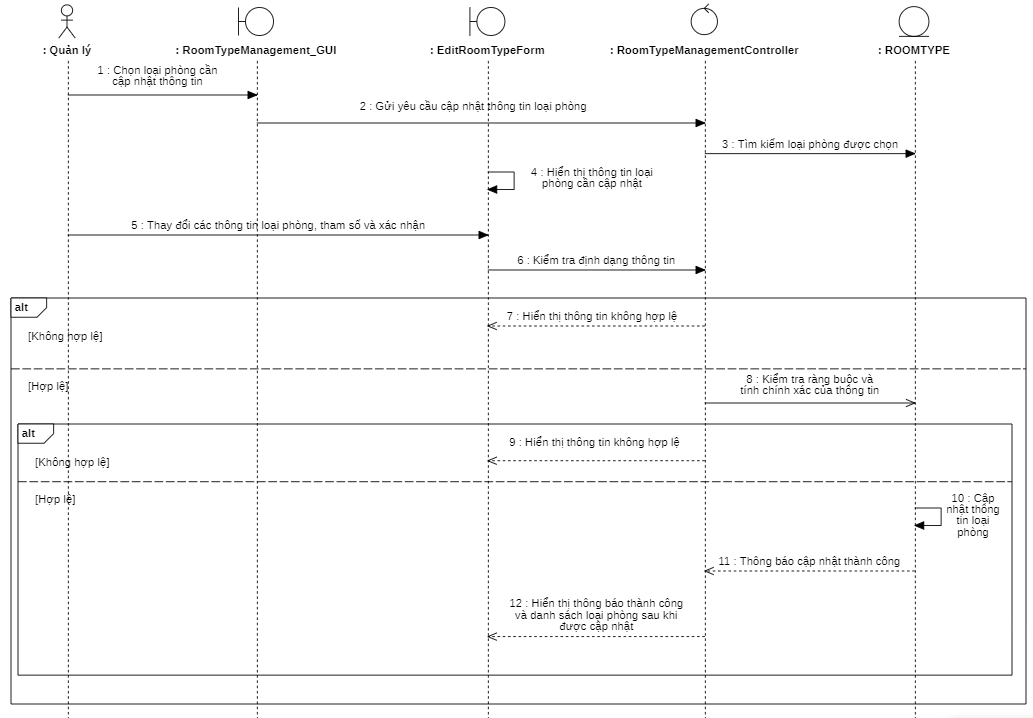 : Quản lý
: RoomTypeManagement_GUI
: EditRoomTypeForm
: RoomTypeManagementController
: ROOMTYPE
1 : Chọn loại phòng cần
cập nhật thông tin
2 : Gửi yêu cầu cập nhật thông tin loại phòng
3 : Tìm kiếm loại phòng được chọn
4 : Hiển thị thông tin loại
phòng cần cập nhật
5 : Thay đổi các thông tin loại phòng, tham số và xác nhận
6 : Kiểm tra định dạng thông tin
alt
7 : Hiển thị thông tin không hợp lệ
[Không hợp lệ]
[Hợp lệ]
8 : Kiểm tra ràng buộc và
tính chính xác của thông tin
alt
9 : Hiển thị thông tin không hợp lệ
[Không hợp lệ]
[Hợp lệ]
10 : Cập
nhật thông
tin loại
phòng
11 : Thông báo cập nhật thành công
12 : Hiển thị thông báo thành công
và danh sách loại phòng sau khi
được cập nhật